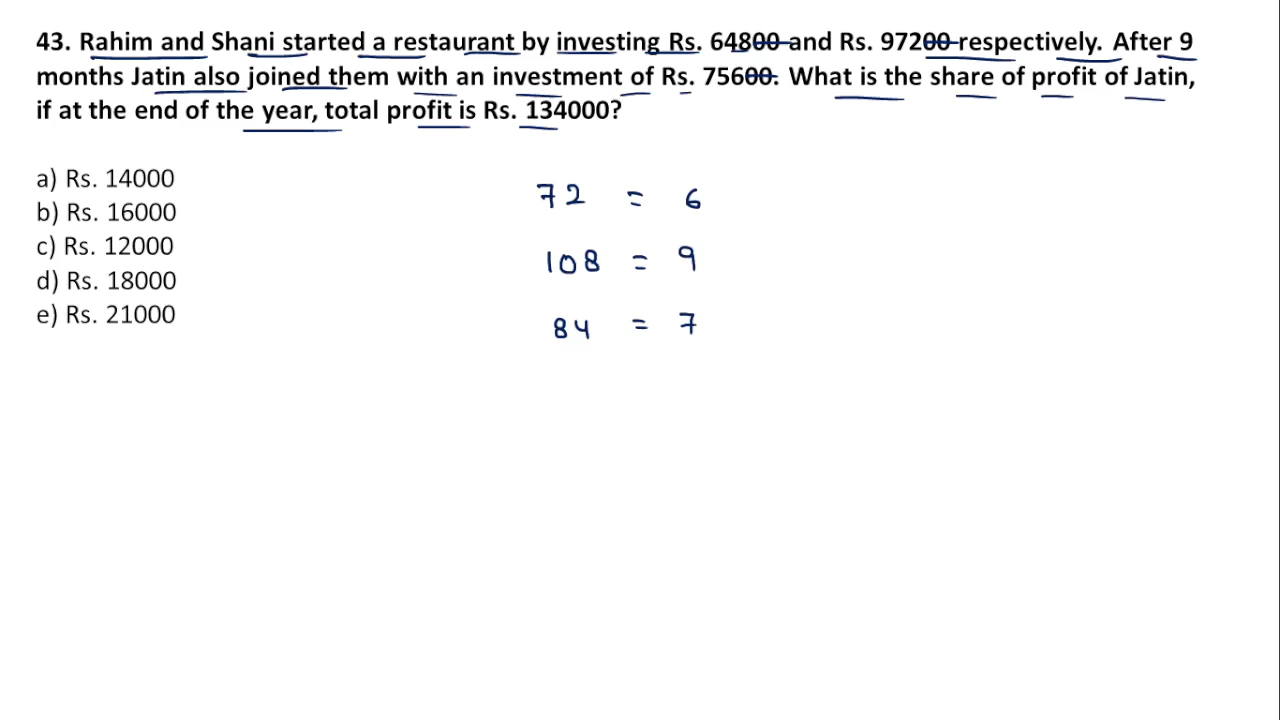 43. Rahim and Shani started a restaurant by investing Rs. 64800 and Rs. 97200 respectively. After 9
months Jatin also joined them with an investment of Rs. 75600. What is the share of profit of Jatin,
if at the end of the year, total profit is Rs. 134000?
a) Rs. 14000
b) Rs. 16000
c) Rs. 12000
d) Rs. 18000
e) Rs. 21000
72 = 6
108 = 9
84 = 7